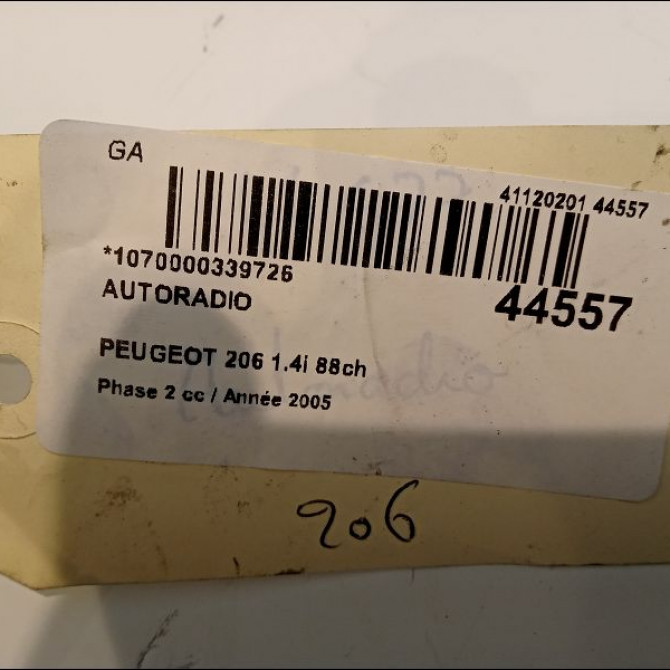 GA
41120201 44557
*1070000339726
AUTORADIO
44557
PEUGEOT 206 1.4i 88ch
Phase 2 cc / Année 2005
206